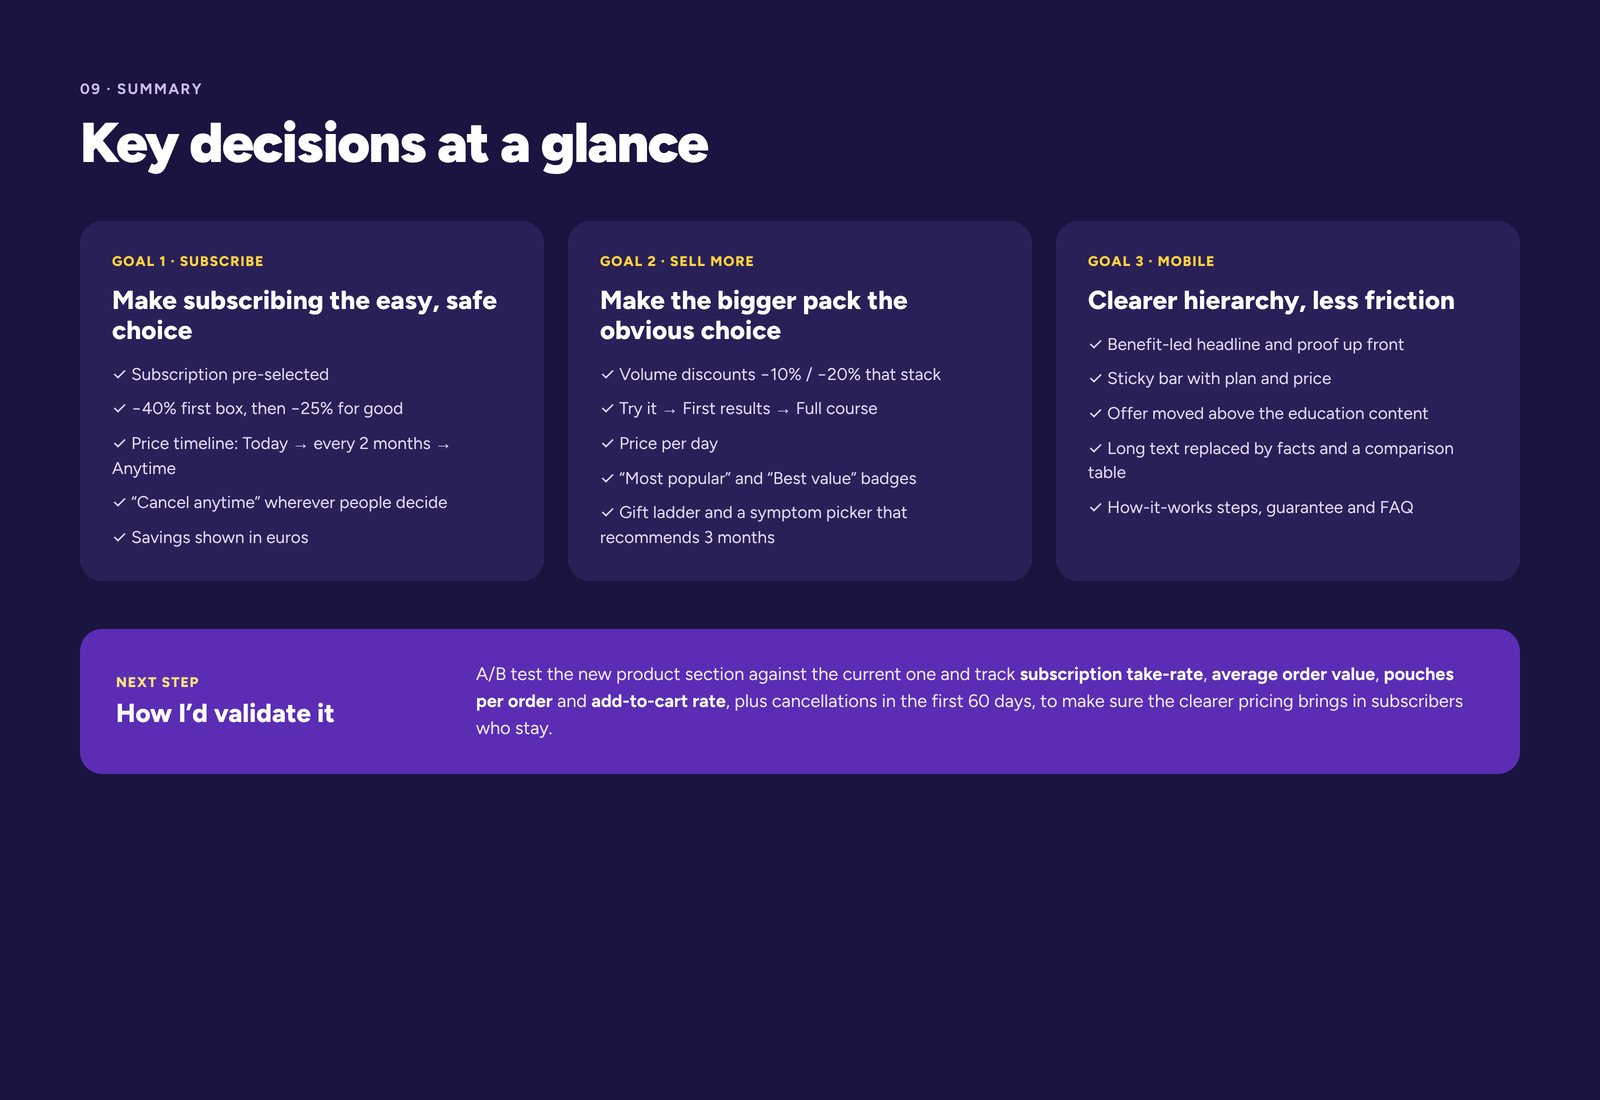 09 · SUMMARY
Key decisions at a glance
GOAL 1 · SUBSCRIBE
Make subscribing the easy, safe
choice
✓ Subscription pre-selected
✓ −40% first box, then −25% for good
✓ Price timeline: Today → every 2 months →
Anytime
✓ “Cancel anytime” wherever people decide
✓ Savings shown in euros
GOAL 2 · SELL MORE
Make the bigger pack the
obvious choice
✓ Volume discounts −10% / −20% that stack
✓ Try it → First results → Full course
✓ Price per day
✓ “Most popular” and “Best value” badges
✓ Gift ladder and a symptom picker that
recommends 3 months
GOAL 3 · MOBILE
Clearer hierarchy, less friction
✓ Benefit-led headline and proof up front
✓ Sticky bar with plan and price
✓ Offer moved above the education content
✓ Long text replaced by facts and a comparison
table
✓ How-it-works steps, guarantee and FAQ
NEXT STEP
How I’d validate it
A/B test the new product section against the current one and track subscription take-rate, average order value, pouches
per order and add-to-cart rate, plus cancellations in the first 60 days, to make sure the clearer pricing brings in subscribers
who stay.